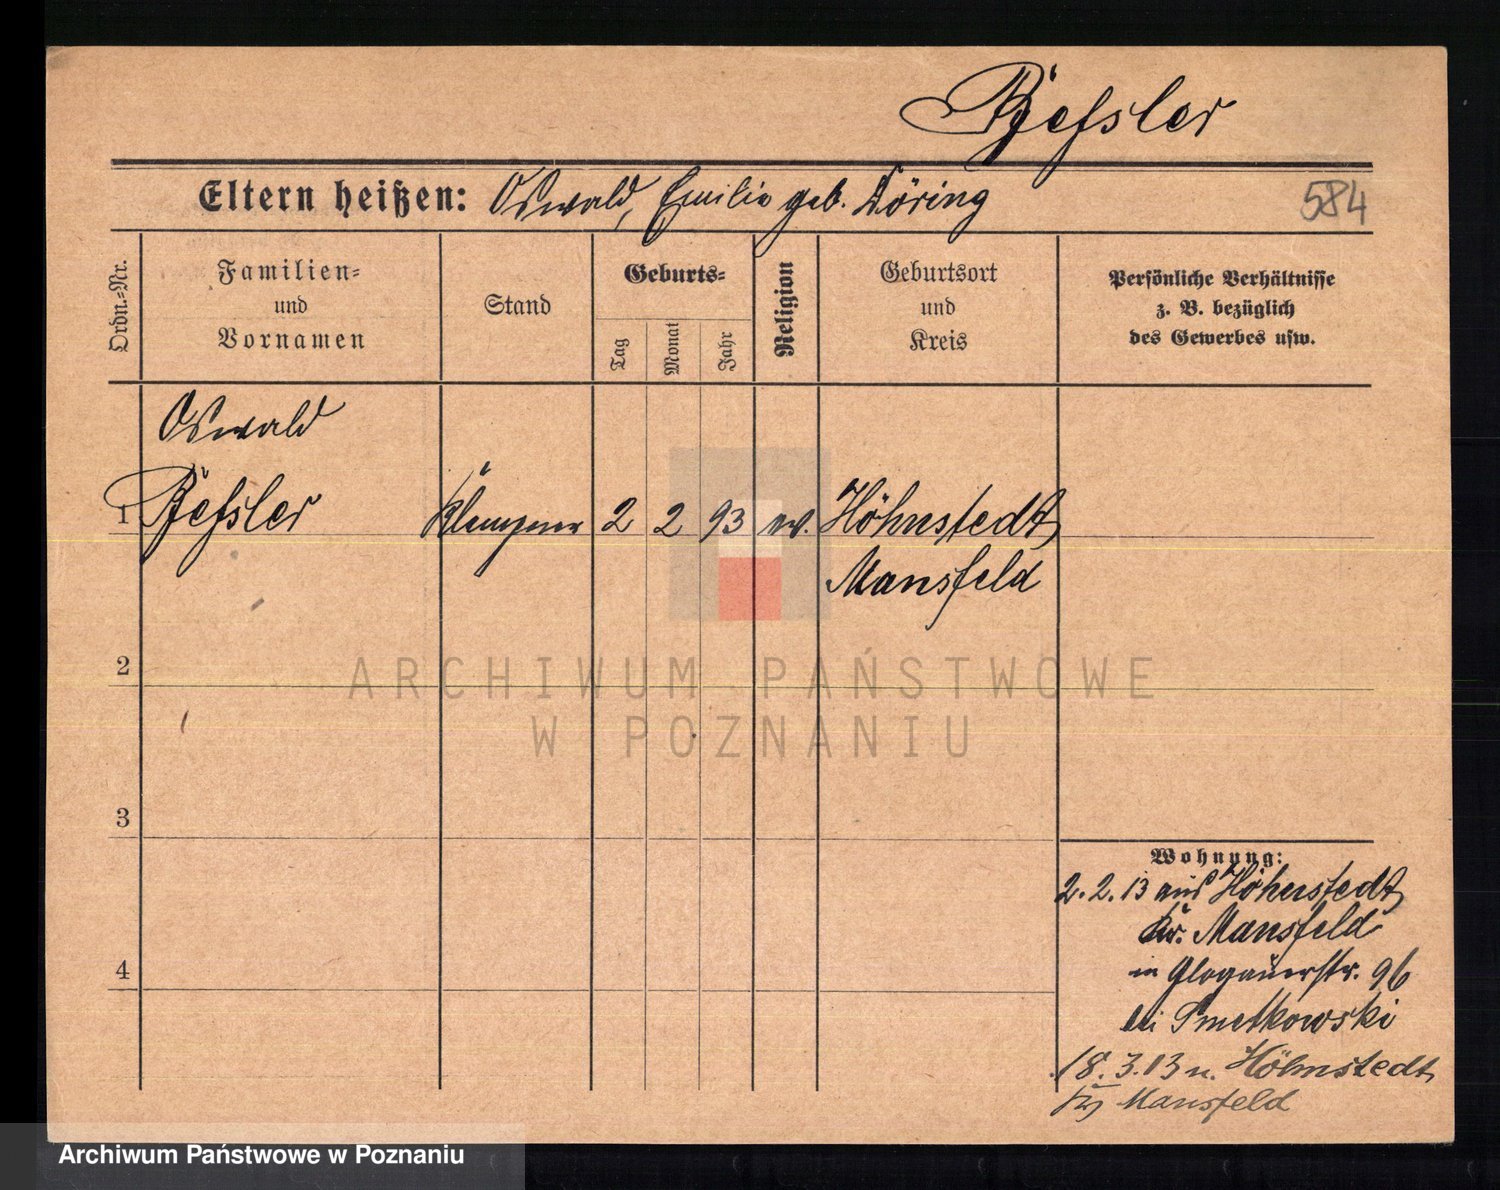 Eltern heißen: Oswald, Emilie geb. Döring
584
Ordn.=Nr.
Familien=
und
Vornamen
Stand
Geburts=
Tag
Monat
Jahr
Religion
Geburtsort
und
Kreis
Persönliche Verhältnisse
z. B. bezüglich
des Gewerbes usw.
Oswald
1 Klempner 2 2 93 ev. Höhnstedt
Mansfeld
2
3
4
Wohnung:
2. 2. 13 aus Höhnstedt
Kr. Mansfeld
in Glogauerstr. 96
bei Smetkowski
18. 3. 13 n. Höhnstedt
Krs Mansfeld
ARCHIWUM PAŃSTWOWE
W POZNANIU
Archiwum Państwowe w Poznaniu